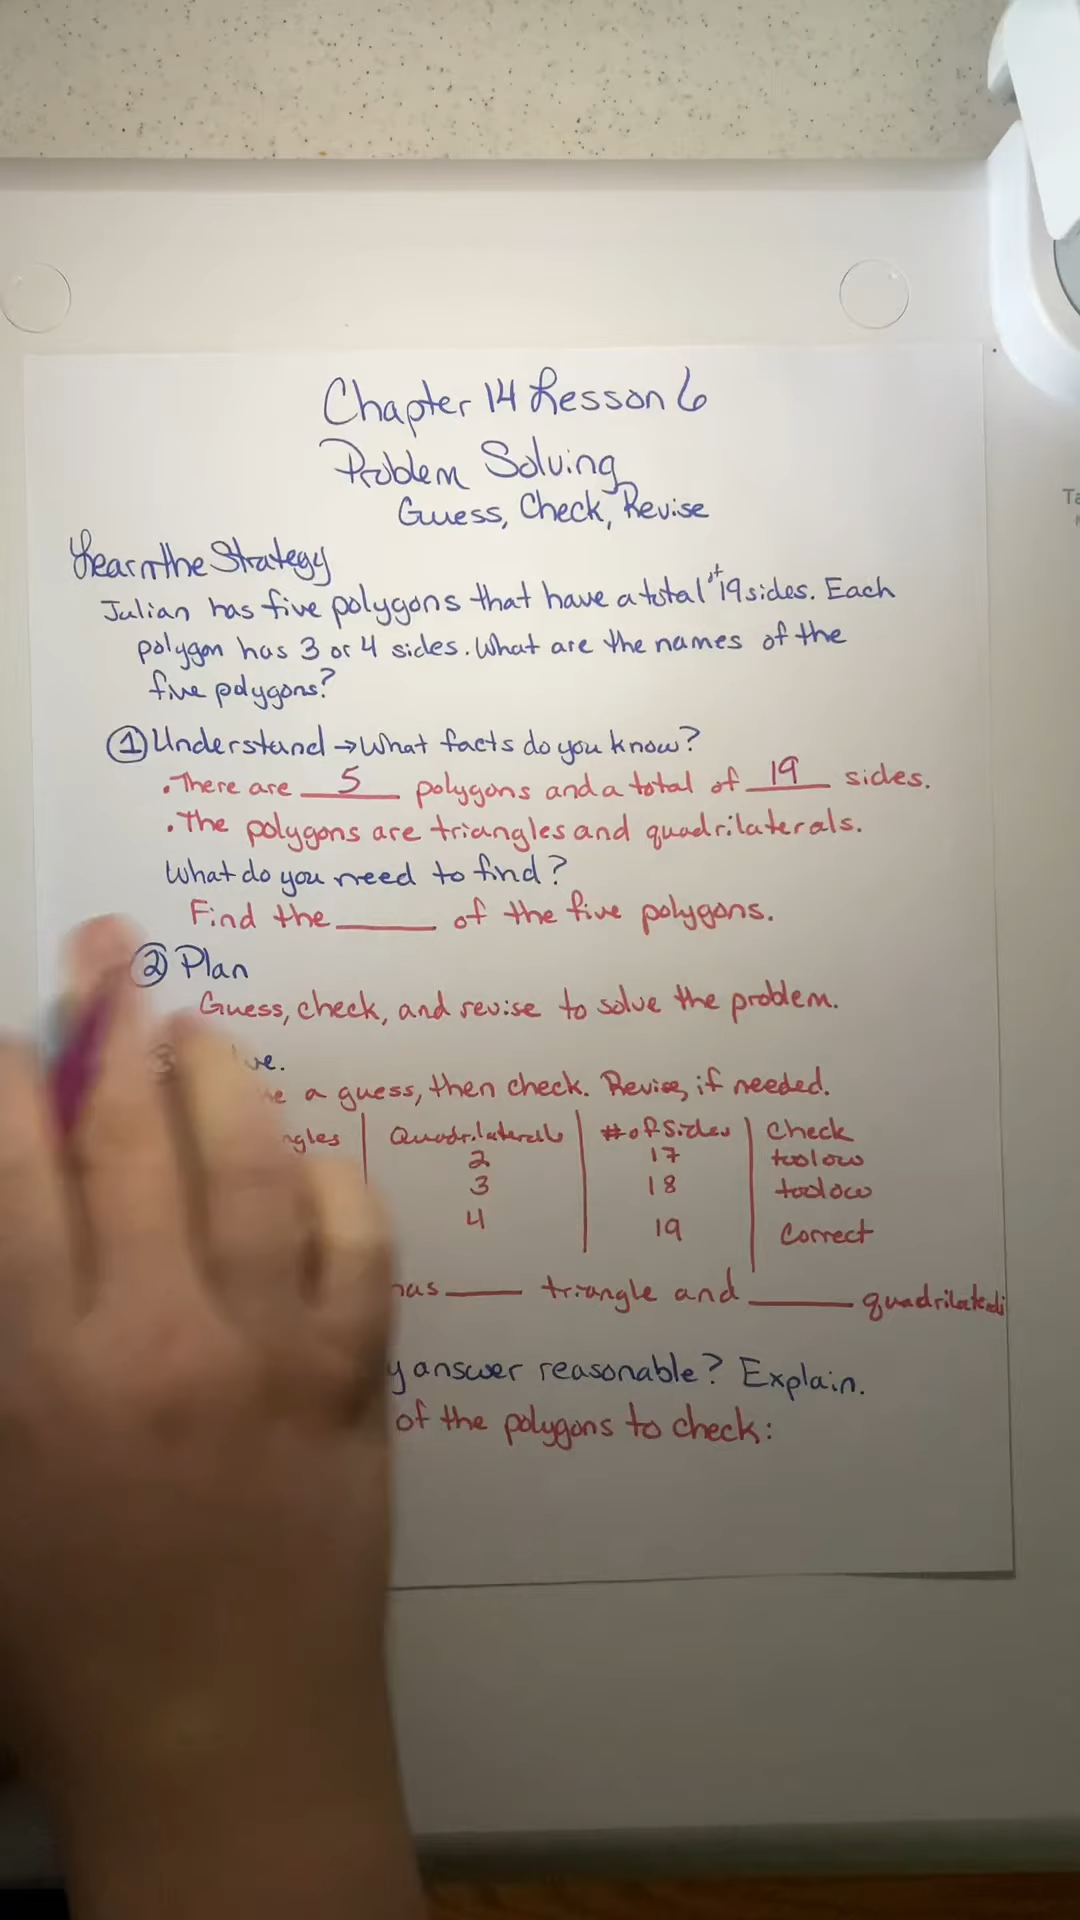 Chapter 14 Lesson 6
Problem Solving
Guess, Check, Revise
Learn the Strategy
Julian has five polygons that have a total of 19 sides. Each
polygon has 3 or 4 sides. What are the names of the
five polygons?
① Understand → What facts do you know?
• There are 5 polygons and a total of 19 sides.
• The polygons are triangles and quadrilaterals.
What do you need to find?
Find the ____ of the five polygons.
② Plan
Guess, check, and revise to solve the problem.
a guess, then check. Revise, if needed.
Quadrilaterals # of Sides Check
2 17 too low
3 18 too low
4 19 Correct
has ____ triangle and ____
answer reasonable? Explain.
of the polygons to check: